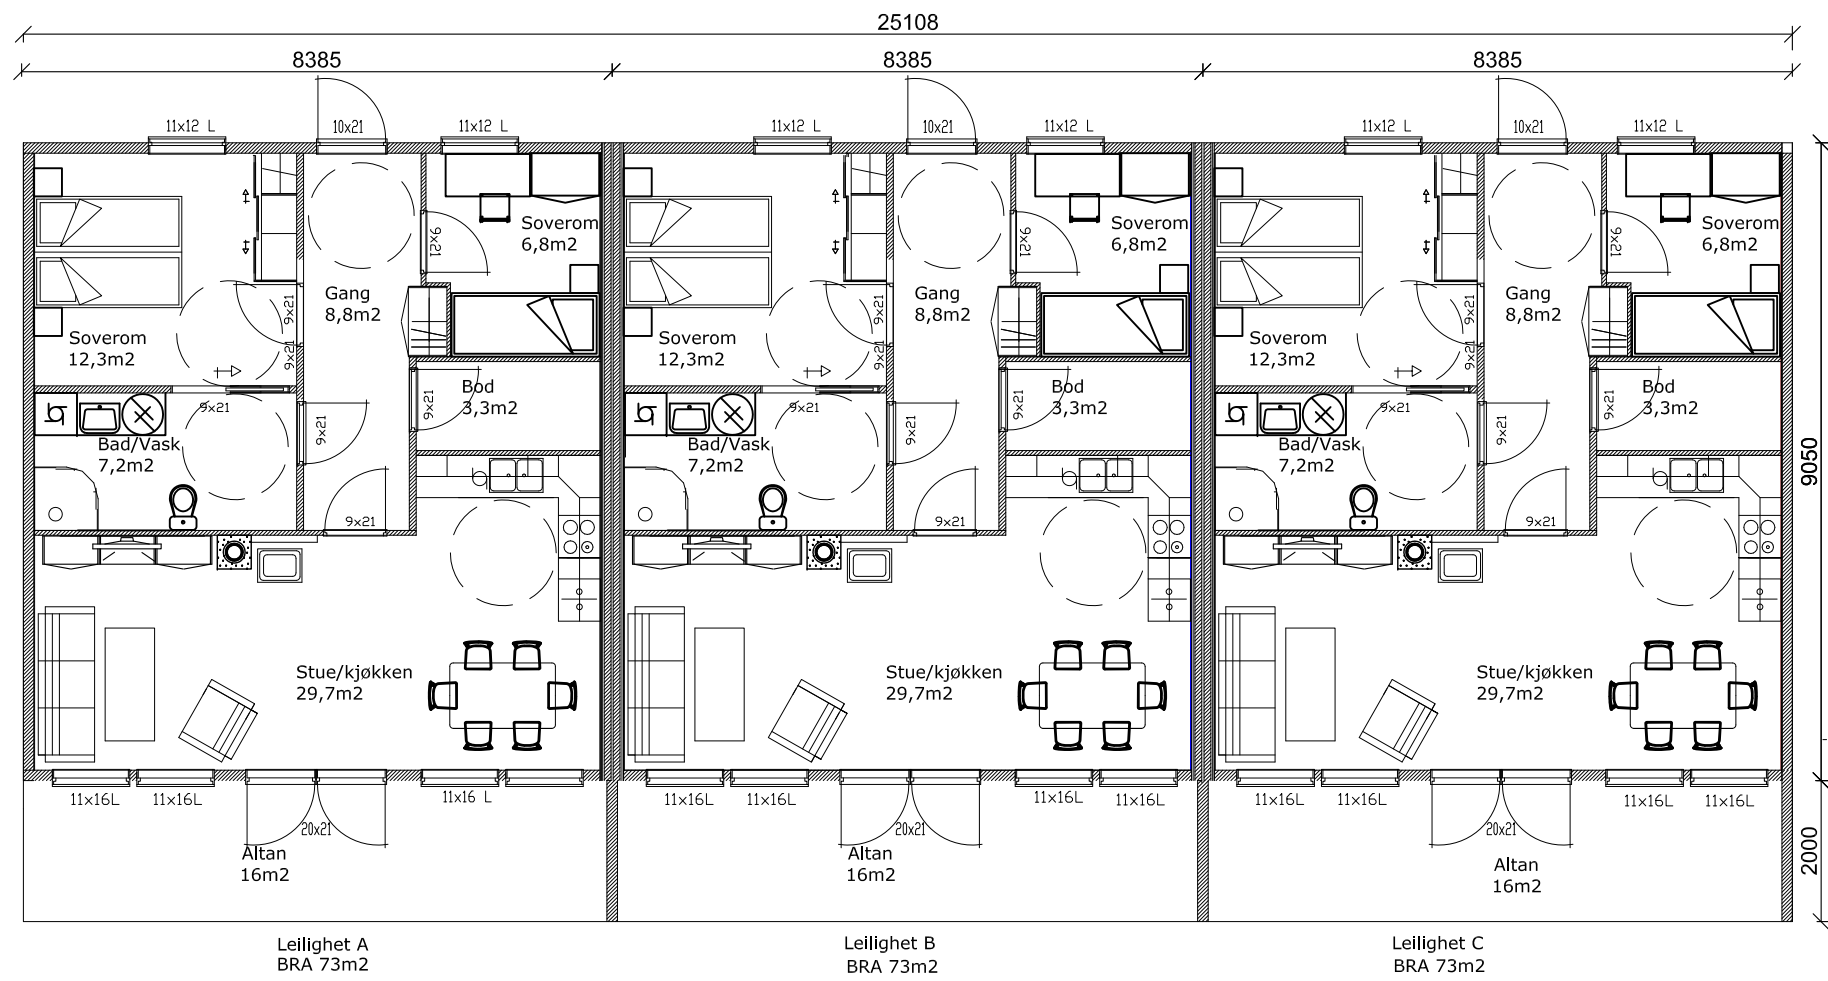 25108
8385
8385
8385
11x12 L
10x21
11x12 L
11x12 L
10x21
11x12 L
11x12 L
10x21
11x12 L
Soverom
6,8m2
9x21
Gang
8,8m2
9x21
9x21
Soverom
12,3m2
Bod
3,3m2
9x21
9x21
9x21
Bad/Vask
7,2m2
9x21
Stue/kjøkken
29,7m2
11x16L
11x16L
11x16 L
20x21
Altan
16m2
Soverom
6,8m2
9x21
Gang
8,8m2
9x21
9x21
Soverom
12,3m2
Bod
3,3m2
9x21
9x21
9x21
Bad/Vask
7,2m2
9x21
Stue/kjøkken
29,7m2
11x16L
11x16L
11x16L
11x16L
20x21
Altan
16m2
Soverom
6,8m2
9x21
Gang
8,8m2
9x21
9x21
Soverom
12,3m2
Bod
3,3m2
9x21
9x21
9x21
Bad/Vask
7,2m2
9x21
Stue/kjøkken
29,7m2
11x16L
11x16L
11x16L
11x16L
20x21
Altan
16m2
9050
2000
Leilighet A
BRA 73m2
Leilighet B
BRA 73m2
Leilighet C
BRA 73m2